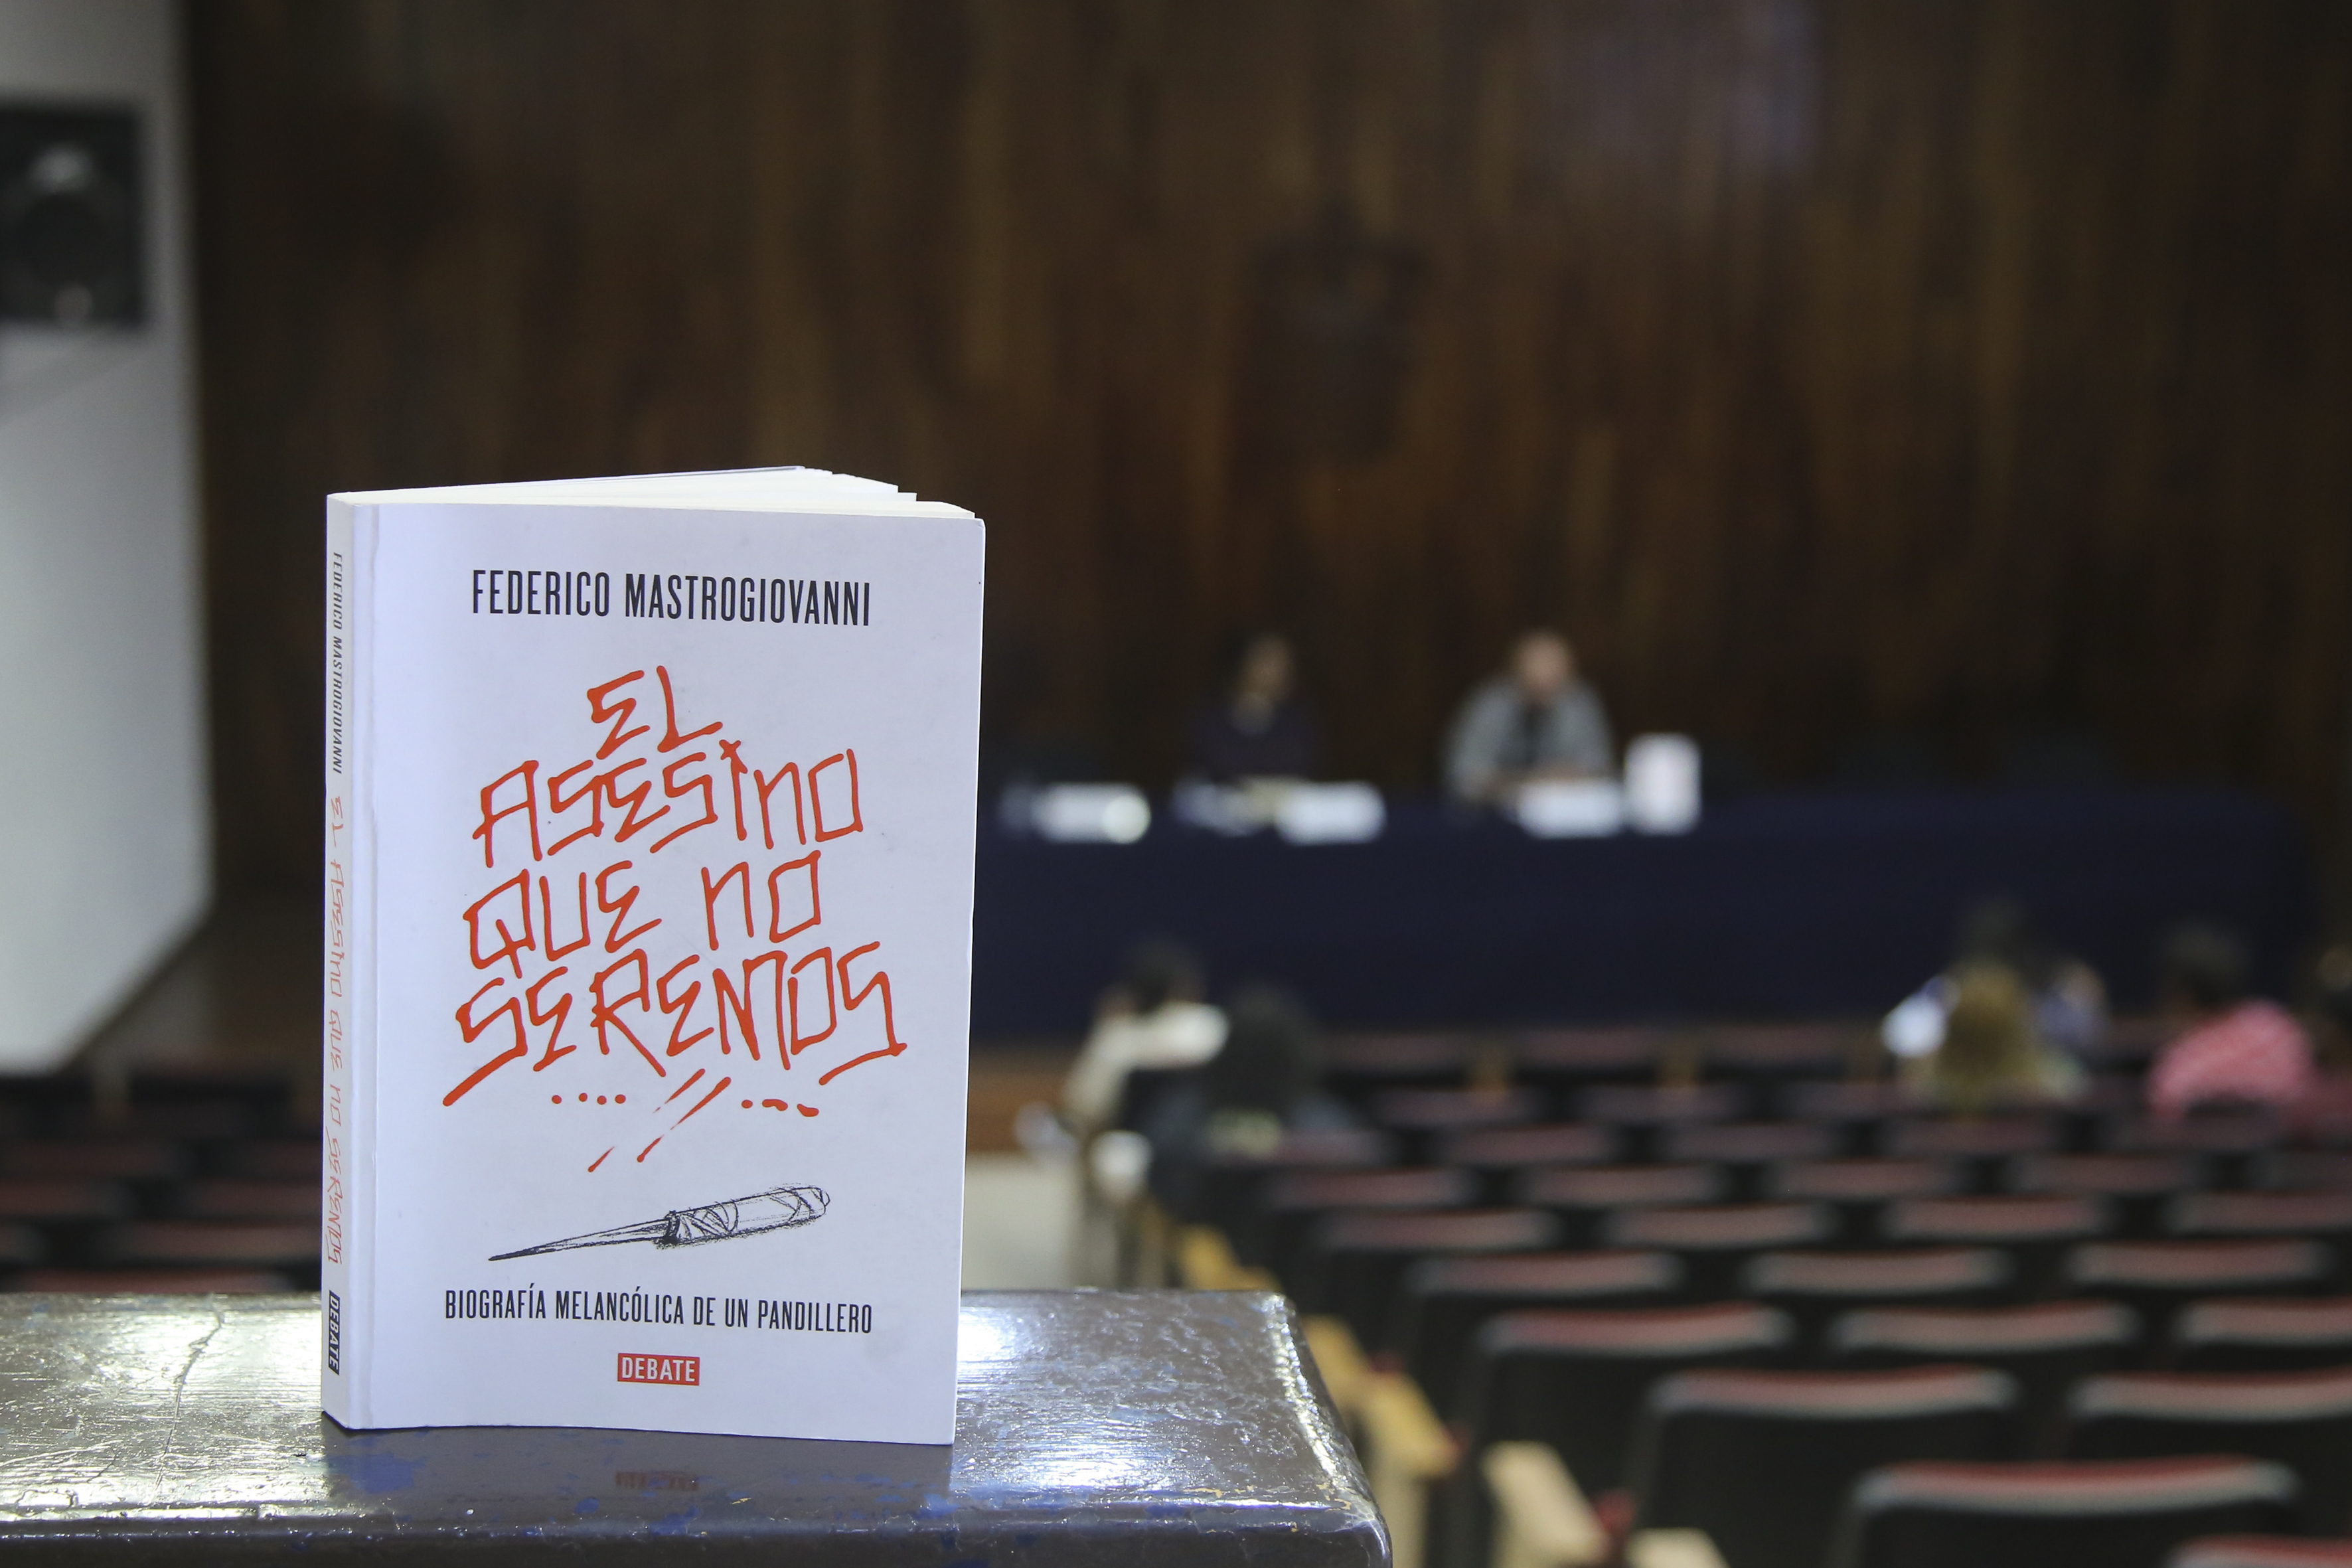 FEDERICO MASTROGIOVANNI
EL
ASESINO
QUE NO
SEREMOS
BIOGRAFÍA MELANCÓLICA DE UN PANDILLERO
DEBATE
FEDERICO MASTROGIOVANNI EL ASESINO QUE NO SEREMOS DEBATE